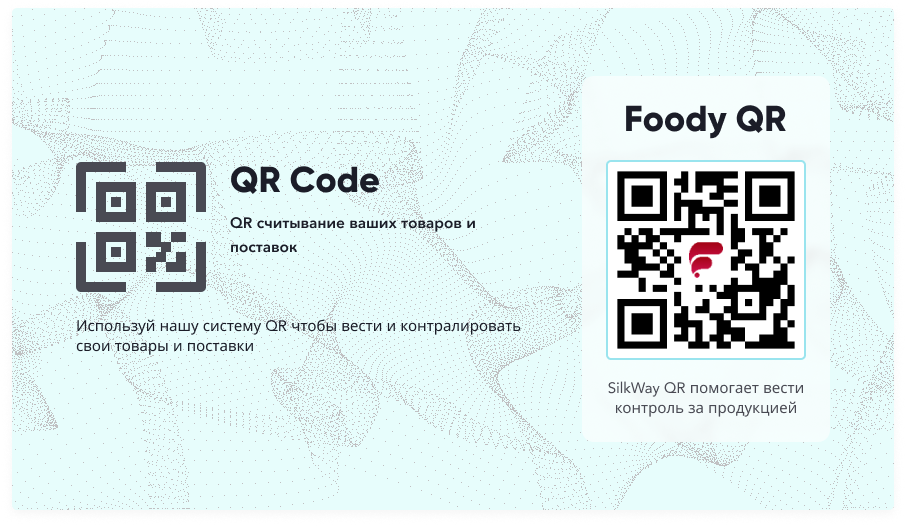 QR Code
QR считывание ваших товаров и
поставок
Используй нашу систему QR чтобы вести и контралировать
свои товары и поставки
Foody QR
SilkWay QR помогает вести
контроль за продукцией